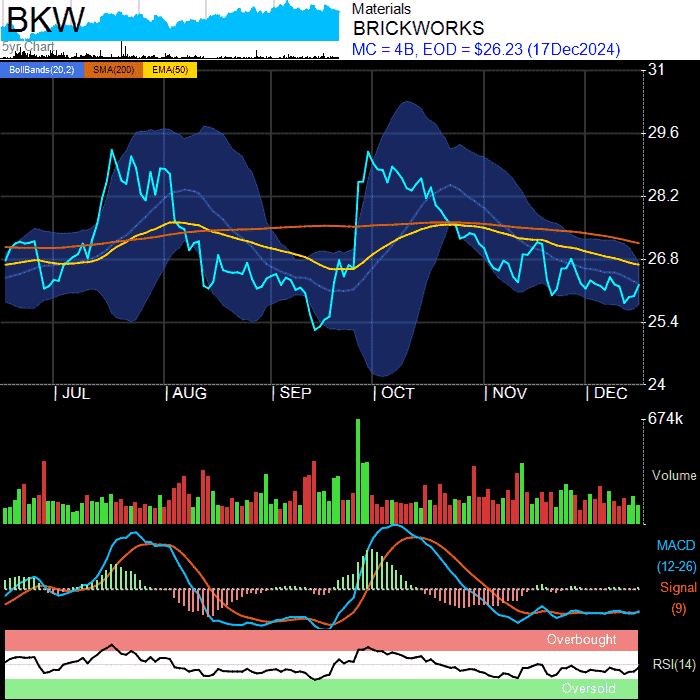 BKW
5yr Chart
Materials
BRICKWORKS
MC = 4B, EOD = $26.23 (17Dec2024)
BollBands(20,2) SMA(200) EMA(50)
31
29.6
28.2
26.8
25.4
24
| JUL | AUG | SEP | OCT | NOV | DEC
674k
Volume
MACD
(12-26)
Signal
(9)
Overbought
RSI(14)
Oversold